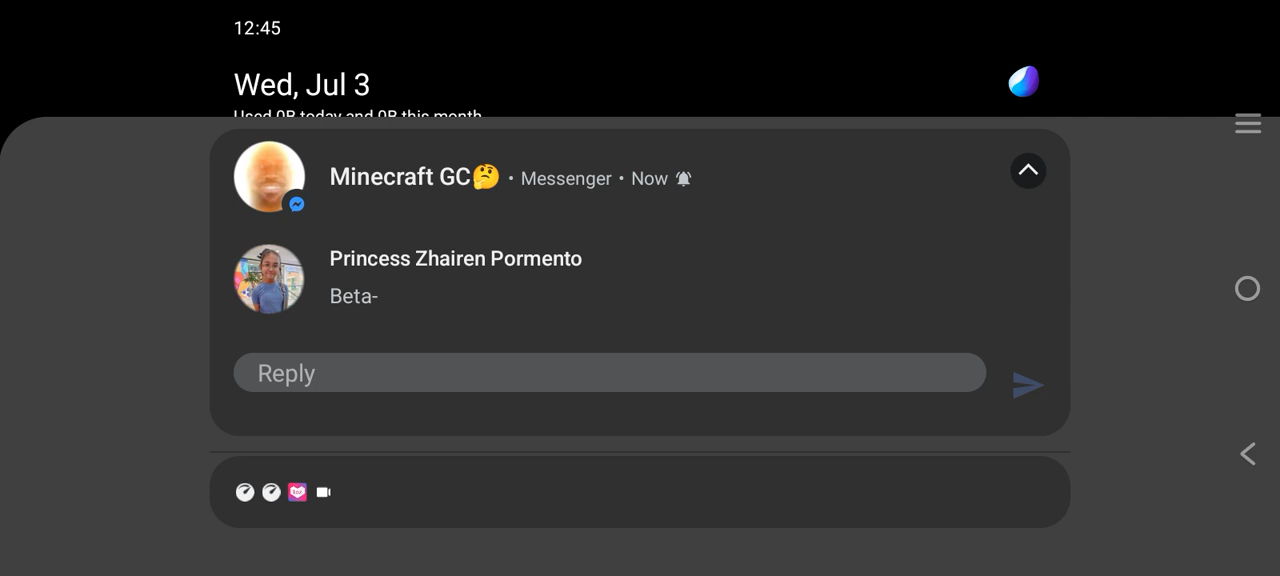 12:45
Wed, Jul 3
Used 0B today and 0B this month
Minecraft GC🤔 • Messenger • Now
Princess Zhairen Pormento
Beta-
Reply